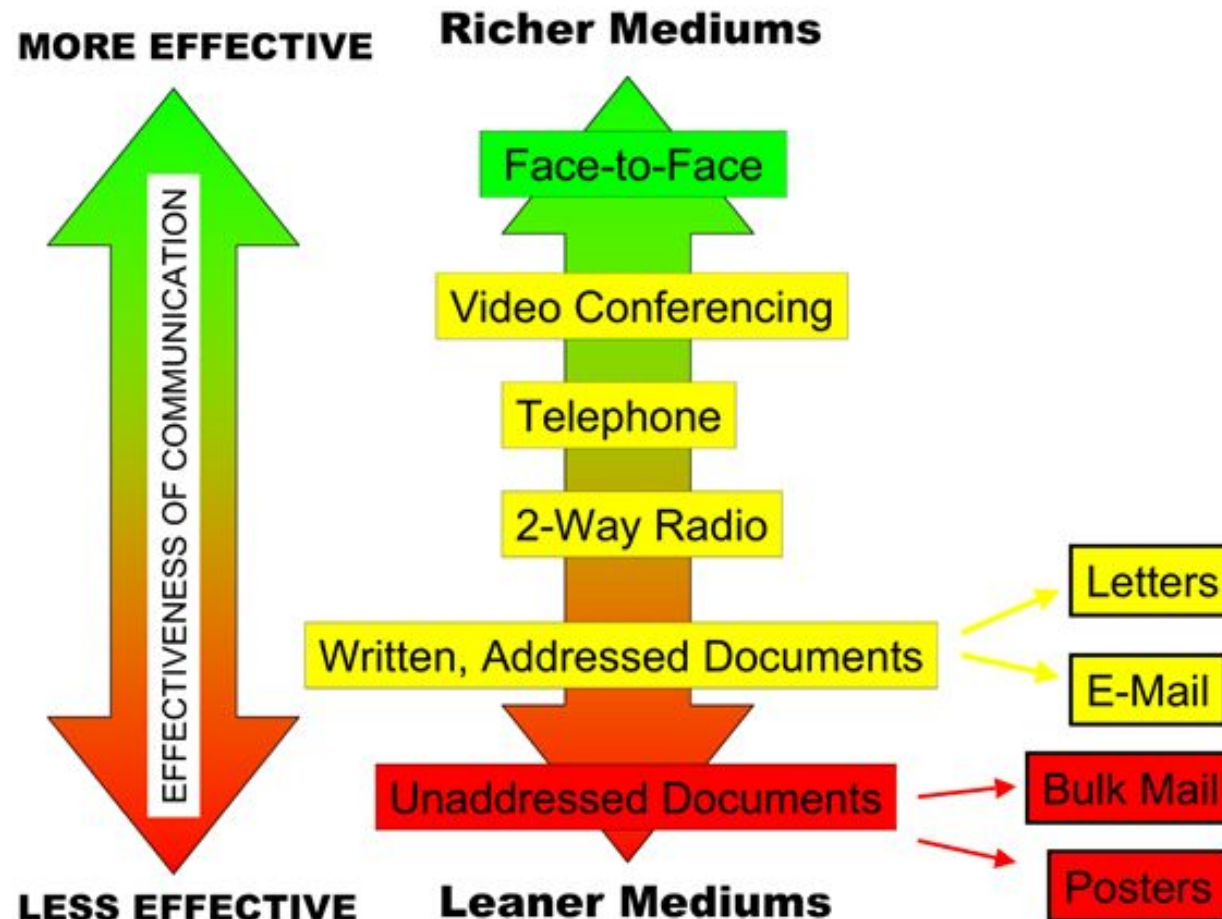 MORE EFFECTIVE
Richer Mediums
EFFECTIVENESS OF COMMUNICATION
Face-to-Face
Video Conferencing
Telephone
2-Way Radio
Written, Addressed Documents
Letters
E-Mail
Unaddressed Documents
Bulk Mail
Posters
LESS EFFECTIVE
Leaner Mediums